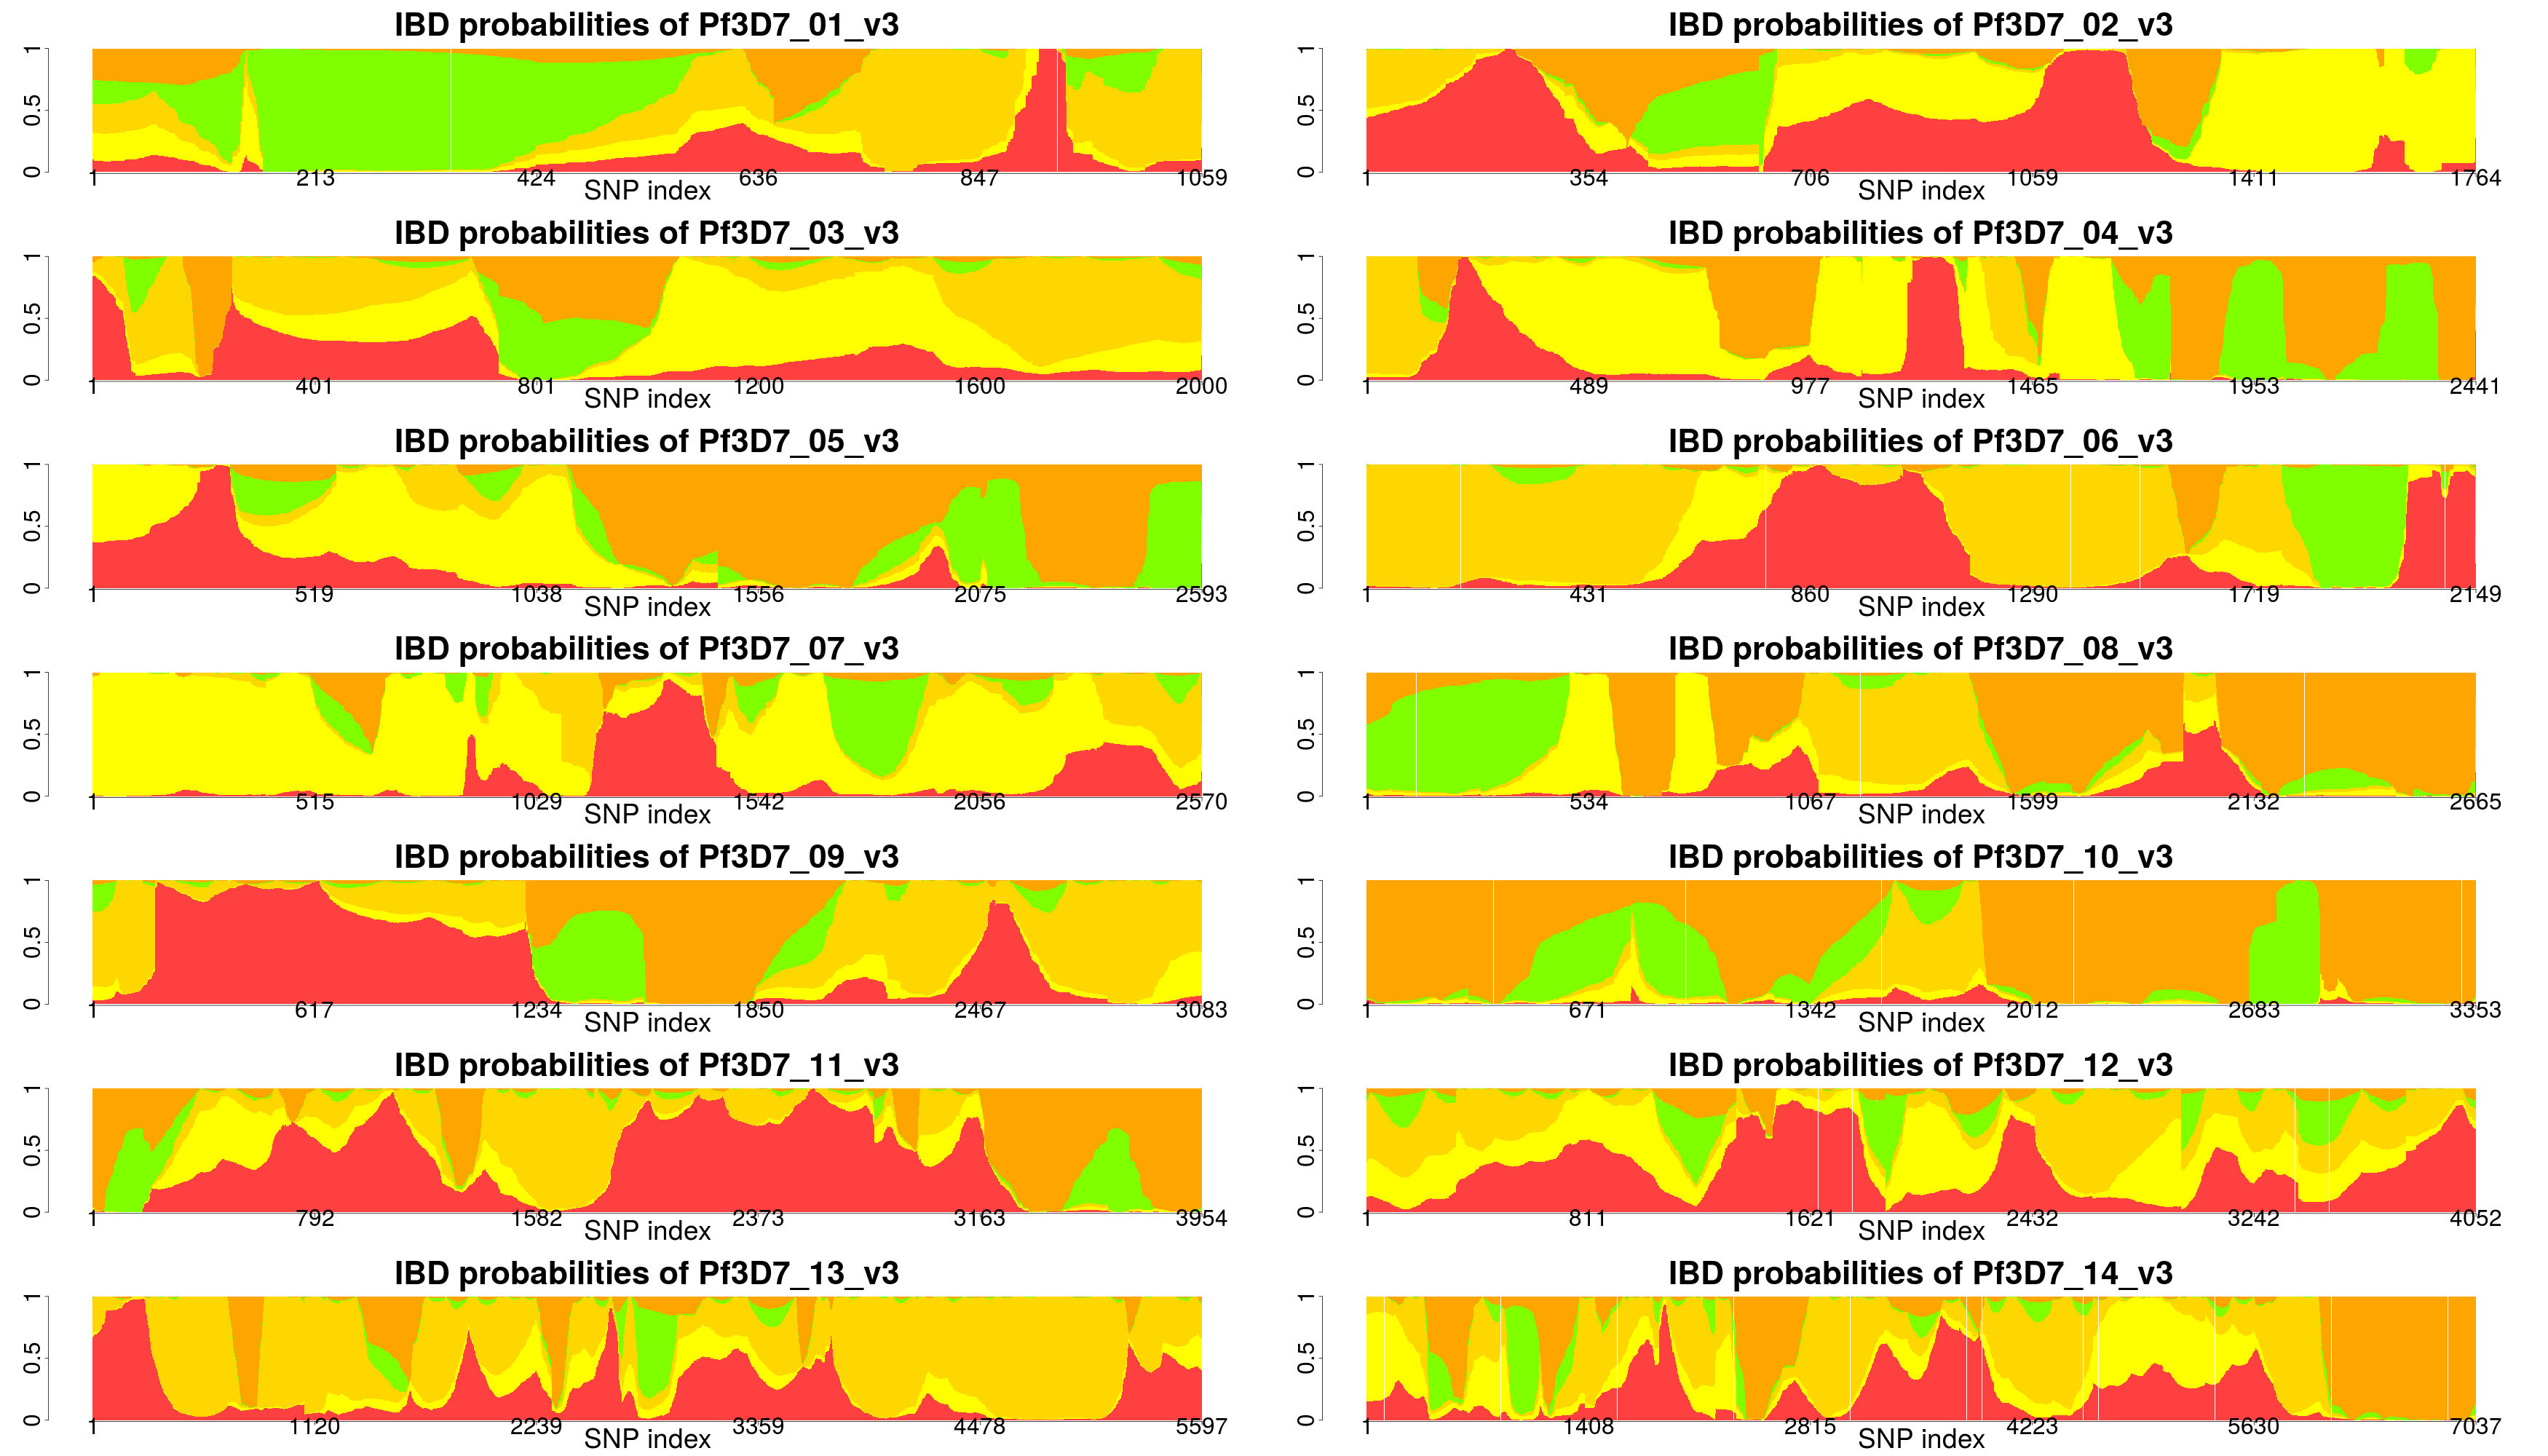 IBD probabilities of Pf3D7_01_v3
0 0.5 1
1 213 424 636 847 1059
SNP index
IBD probabilities of Pf3D7_02_v3
0 0.5 1
1 354 706 1059 1411 1764
SNP index
IBD probabilities of Pf3D7_03_v3
0 0.5 1
1 401 801 1200 1600 2000
SNP index
IBD probabilities of Pf3D7_04_v3
0 0.5 1
1 489 977 1465 1953 2441
SNP index
IBD probabilities of Pf3D7_05_v3
0 0.5 1
1 519 1038 1556 2075 2593
SNP index
IBD probabilities of Pf3D7_06_v3
0 0.5 1
1 431 860 1290 1719 2149
SNP index
IBD probabilities of Pf3D7_07_v3
0 0.5 1
1 515 1029 1542 2056 2570
SNP index
IBD probabilities of Pf3D7_08_v3
0 0.5 1
1 534 1067 1599 2132 2665
SNP index
IBD probabilities of Pf3D7_09_v3
0 0.5 1
1 617 1234 1850 2467 3083
SNP index
IBD probabilities of Pf3D7_10_v3
0 0.5 1
1 671 1342 2012 2683 3353
SNP index
IBD probabilities of Pf3D7_11_v3
0 0.5 1
1 792 1582 2373 3163 3954
SNP index
IBD probabilities of Pf3D7_12_v3
0 0.5 1
1 811 1621 2432 3242 4052
SNP index
IBD probabilities of Pf3D7_13_v3
0 0.5 1
1 1120 2239 3359 4478 5597
SNP index
IBD probabilities of Pf3D7_14_v3
0 0.5 1
1 1408 2815 4223 5630 7037
SNP index